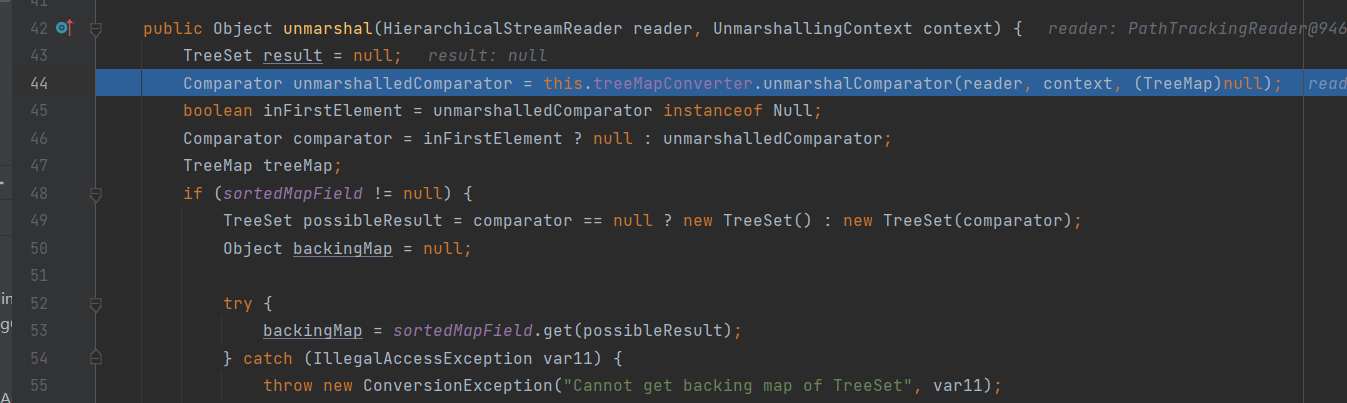 41
42 public Object unmarshal(HierarchicalStreamReader reader, UnmarshallingContext context) { reader: PathTrackingReader@946
43 TreeSet result = null; result: null
44 Comparator unmarshalledComparator = this.treeMapConverter.unmarshalComparator(reader, context, (TreeMap)null); read
45 boolean inFirstElement = unmarshalledComparator instanceof Null;
46 Comparator comparator = inFirstElement ? null : unmarshalledComparator;
47 TreeMap treeMap;
48 if (sortedMapField != null) {
49 TreeSet possibleResult = comparator == null ? new TreeSet() : new TreeSet(comparator);
50 Object backingMap = null;
51
52 try {
53 backingMap = sortedMapField.get(possibleResult);
54 } catch (IllegalAccessException var11) {
55 throw new ConversionException("Cannot get backing map of TreeSet", var11);